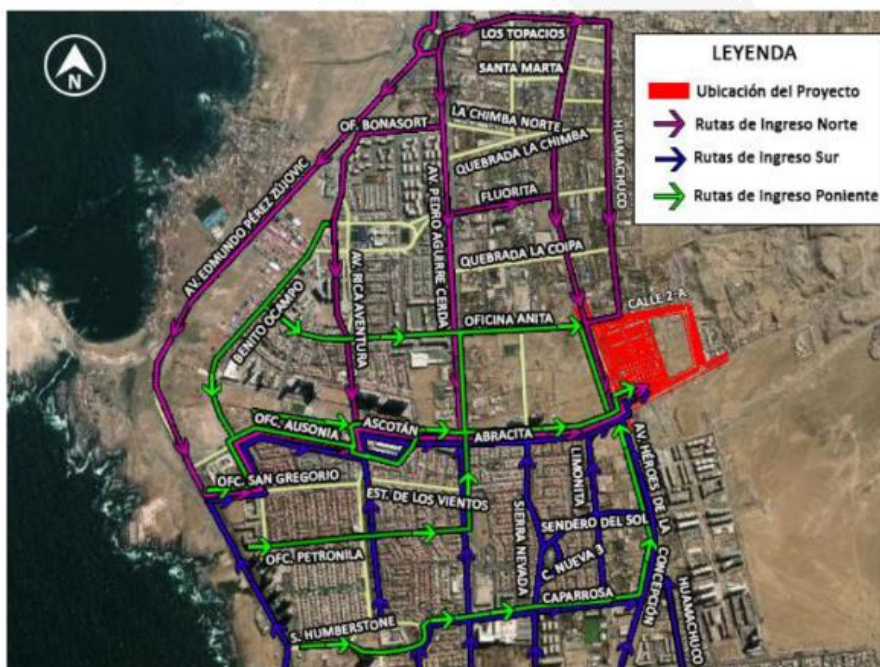 LEYENDA
Ubicación del Proyecto
Rutas de Ingreso Norte
Rutas de Ingreso Sur
Rutas de Ingreso Poniente
N
LOS TOPACIOS
SANTA MARTA
OF. BONASORT
LA CHIMBA NORTE
QUEBRADA LA CHIMBA
HUAMACHUCO
AV. EDMUNDO PÉREZ ZUJOVIC
AV. PEDRO AGUIRRE CERDA
FLUORITA
QUEBRADA LA COIPA
AV. RICA AVENTURA
BENITO OCAMPO
CALLE 2-A
OFICINA ANITA
OFC. AUSONIA
ASCOTÁN
ABRACITA
OFC. SAN GREGORIO
EST. DE LOS VIENTOS
SIERRA NEVADA
LIMONITA
AV. HÉROES DE LA CONCEPCIÓN
SENDERO DEL SOL
OFC. PETRONILA
C. NUEVA 3
CAPARROSA
S. HUMBERSTONE
HUAMACHUCO